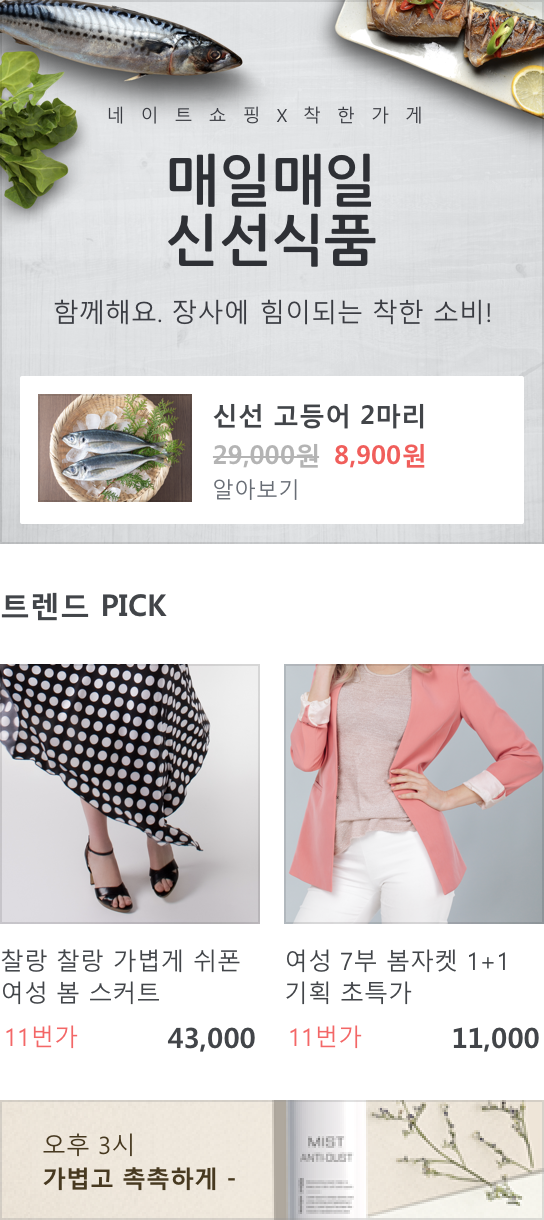 네이트쇼핑X착한가게
매일매일
신선식품
함께해요. 장사에 힘이되는 착한 소비!
신선 고등어 2마리
29,000원 8,900원
알아보기
트렌드 PICK
찰랑 찰랑 가볍게 쉬폰
여성 봄 스커트
11번가 43,000
여성 7부 봄자켓 1+1
기획 초특가
11번가 11,000
오후 3시
가볍고 촉촉하게 -
MIST
ANTI-DUST